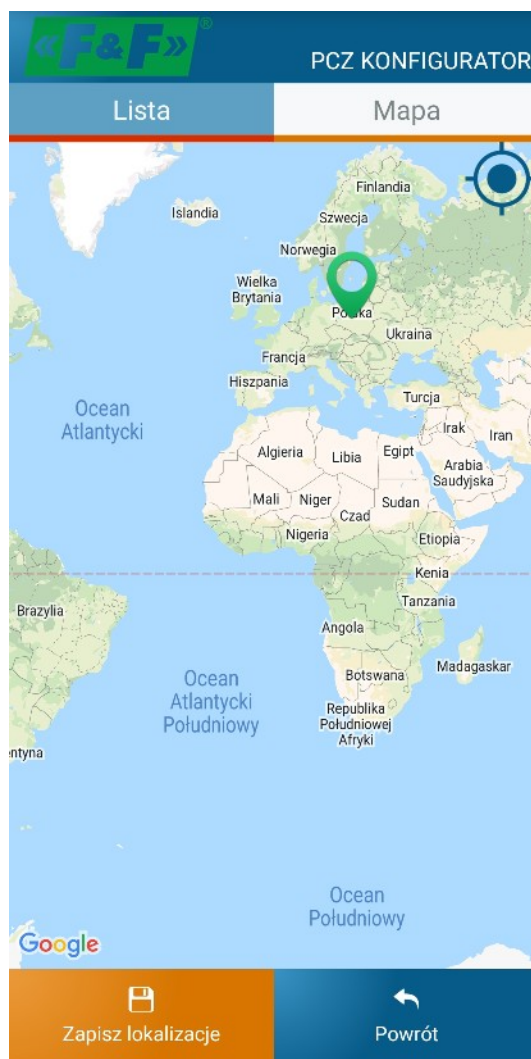 «F&F»®
PCZ KONFIGURATOR
Lista
Mapa
Finlandia
Islandia
Szwecja
Norwegia
Wielka
Brytania
Polska
Ukraina
Francja
Hiszpania
Turcja
Ocean
Atlantycki
Irak
Iran
Algieria
Libia
Egipt
Arabia
Saudyjska
Mali
Niger
Sudan
Czad
Nigeria
Etiopia
Kenia
Brazylia
Tanzania
Angola
Madagaskar
Botswana
Ocean
Atlantycki
Południowy
Republika
Południowej
Afryki
entyna
Ocean
Południowy
Google
Zapisz lokalizacje
Powrót